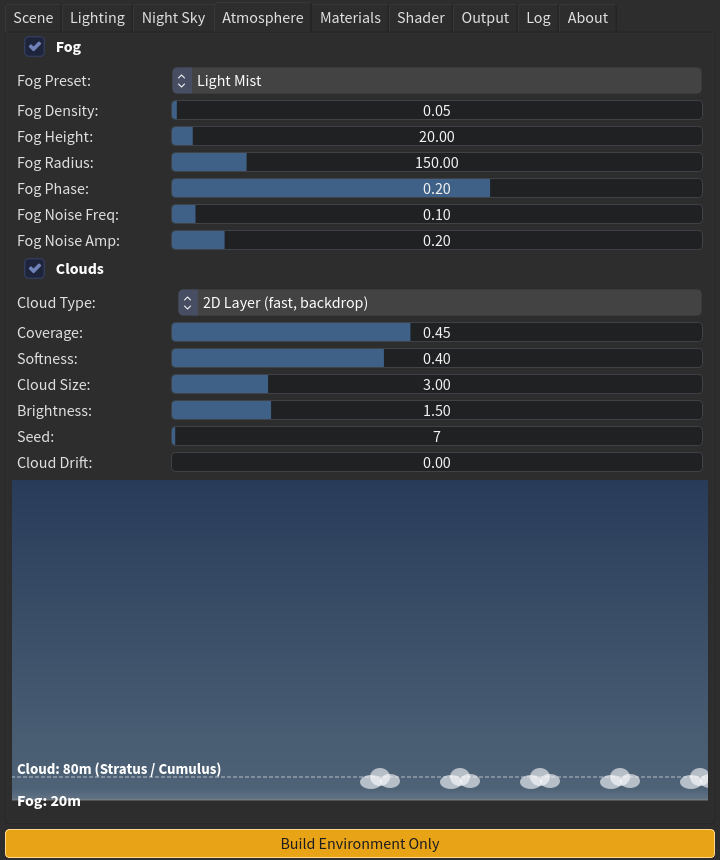 Scene Lighting Night Sky Atmosphere Materials Shader Output Log About
Fog
Fog Preset: Light Mist
Fog Density: 0.05
Fog Height: 20.00
Fog Radius: 150.00
Fog Phase: 0.20
Fog Noise Freq: 0.10
Fog Noise Amp: 0.20
Clouds
Cloud Type: 2D Layer (fast, backdrop)
Coverage: 0.45
Softness: 0.40
Cloud Size: 3.00
Brightness: 1.50
Seed: 7
Cloud Drift: 0.00
Cloud: 80m (Stratus / Cumulus)
Fog: 20m
Build Environment Only